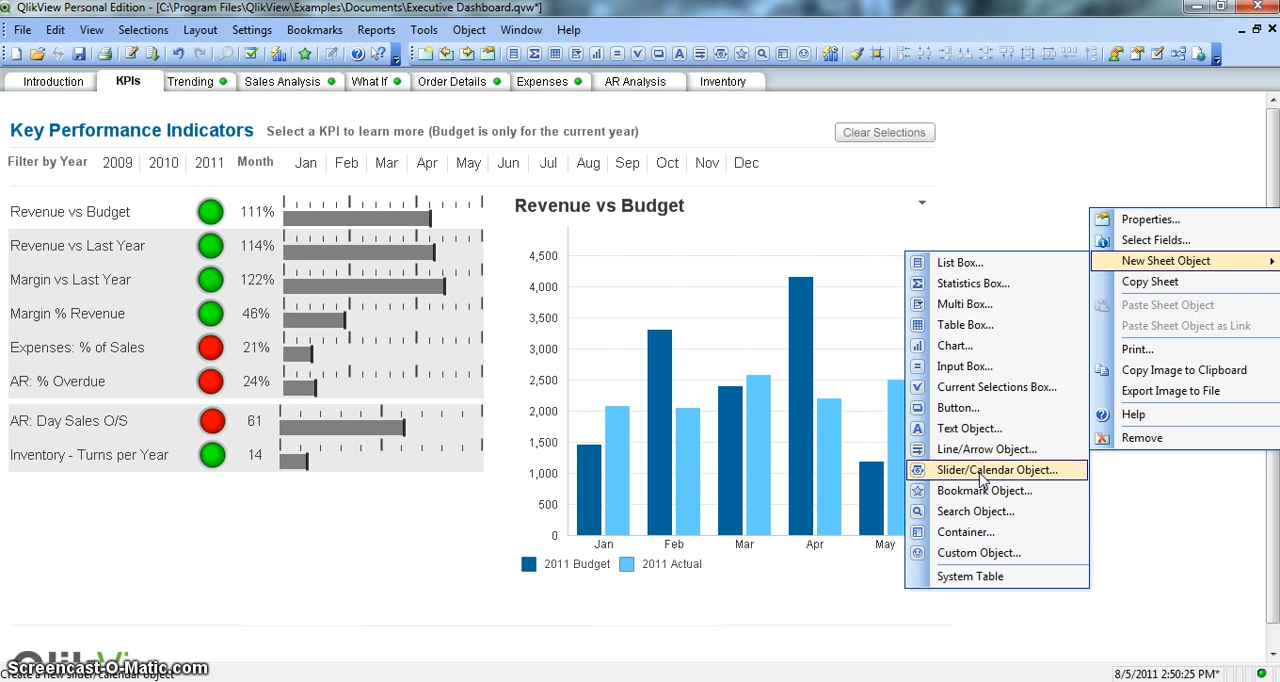 QlikView Personal Edition - [C:\Program Files\QlikView\Examples\Documents\Executive Dashboard.qvw*]
File Edit View Selections Layout Settings Bookmarks Reports Tools Object Window Help
Introduction KPIs Trending Sales Analysis What If Order Details Expenses AR Analysis Inventory
Key Performance Indicators Select a KPI to learn more (Budget is only for the current year) Clear Selections
Filter by Year 2009 2010 2011 Month Jan Feb Mar Apr May Jun Jul Aug Sep Oct Nov Dec
Revenue vs Budget 111%
Revenue vs Last Year 114%
Margin vs Last Year 122%
Margin % Revenue 46%
Expenses: % of Sales 21%
AR: % Overdue 24%
AR: Day Sales O/S 61
Inventory - Turns per Year 14
Revenue vs Budget
4,500
4,000
3,500
3,000
2,500
2,000
1,500
1,000
500
0
Jan Feb Mar Apr May
2011 Budget 2011 Actual
List Box...
Statistics Box...
Multi Box...
Table Box...
Chart...
Input Box...
Current Selections Box...
Button...
Text Object...
Line/Arrow Object...
Slider/Calendar Object...
Bookmark Object...
Search Object...
Container...
Custom Object...
System Table
Properties...
Select Fields...
New Sheet Object
Copy Sheet
Paste Sheet Object
Paste Sheet Object as Link
Print...
Copy Image to Clipboard
Export Image to File
Help
Remove
QlikView
Screencast-O-Matic.com
Create a new slider/calendar object
8/5/2011 2:50:25 PM*